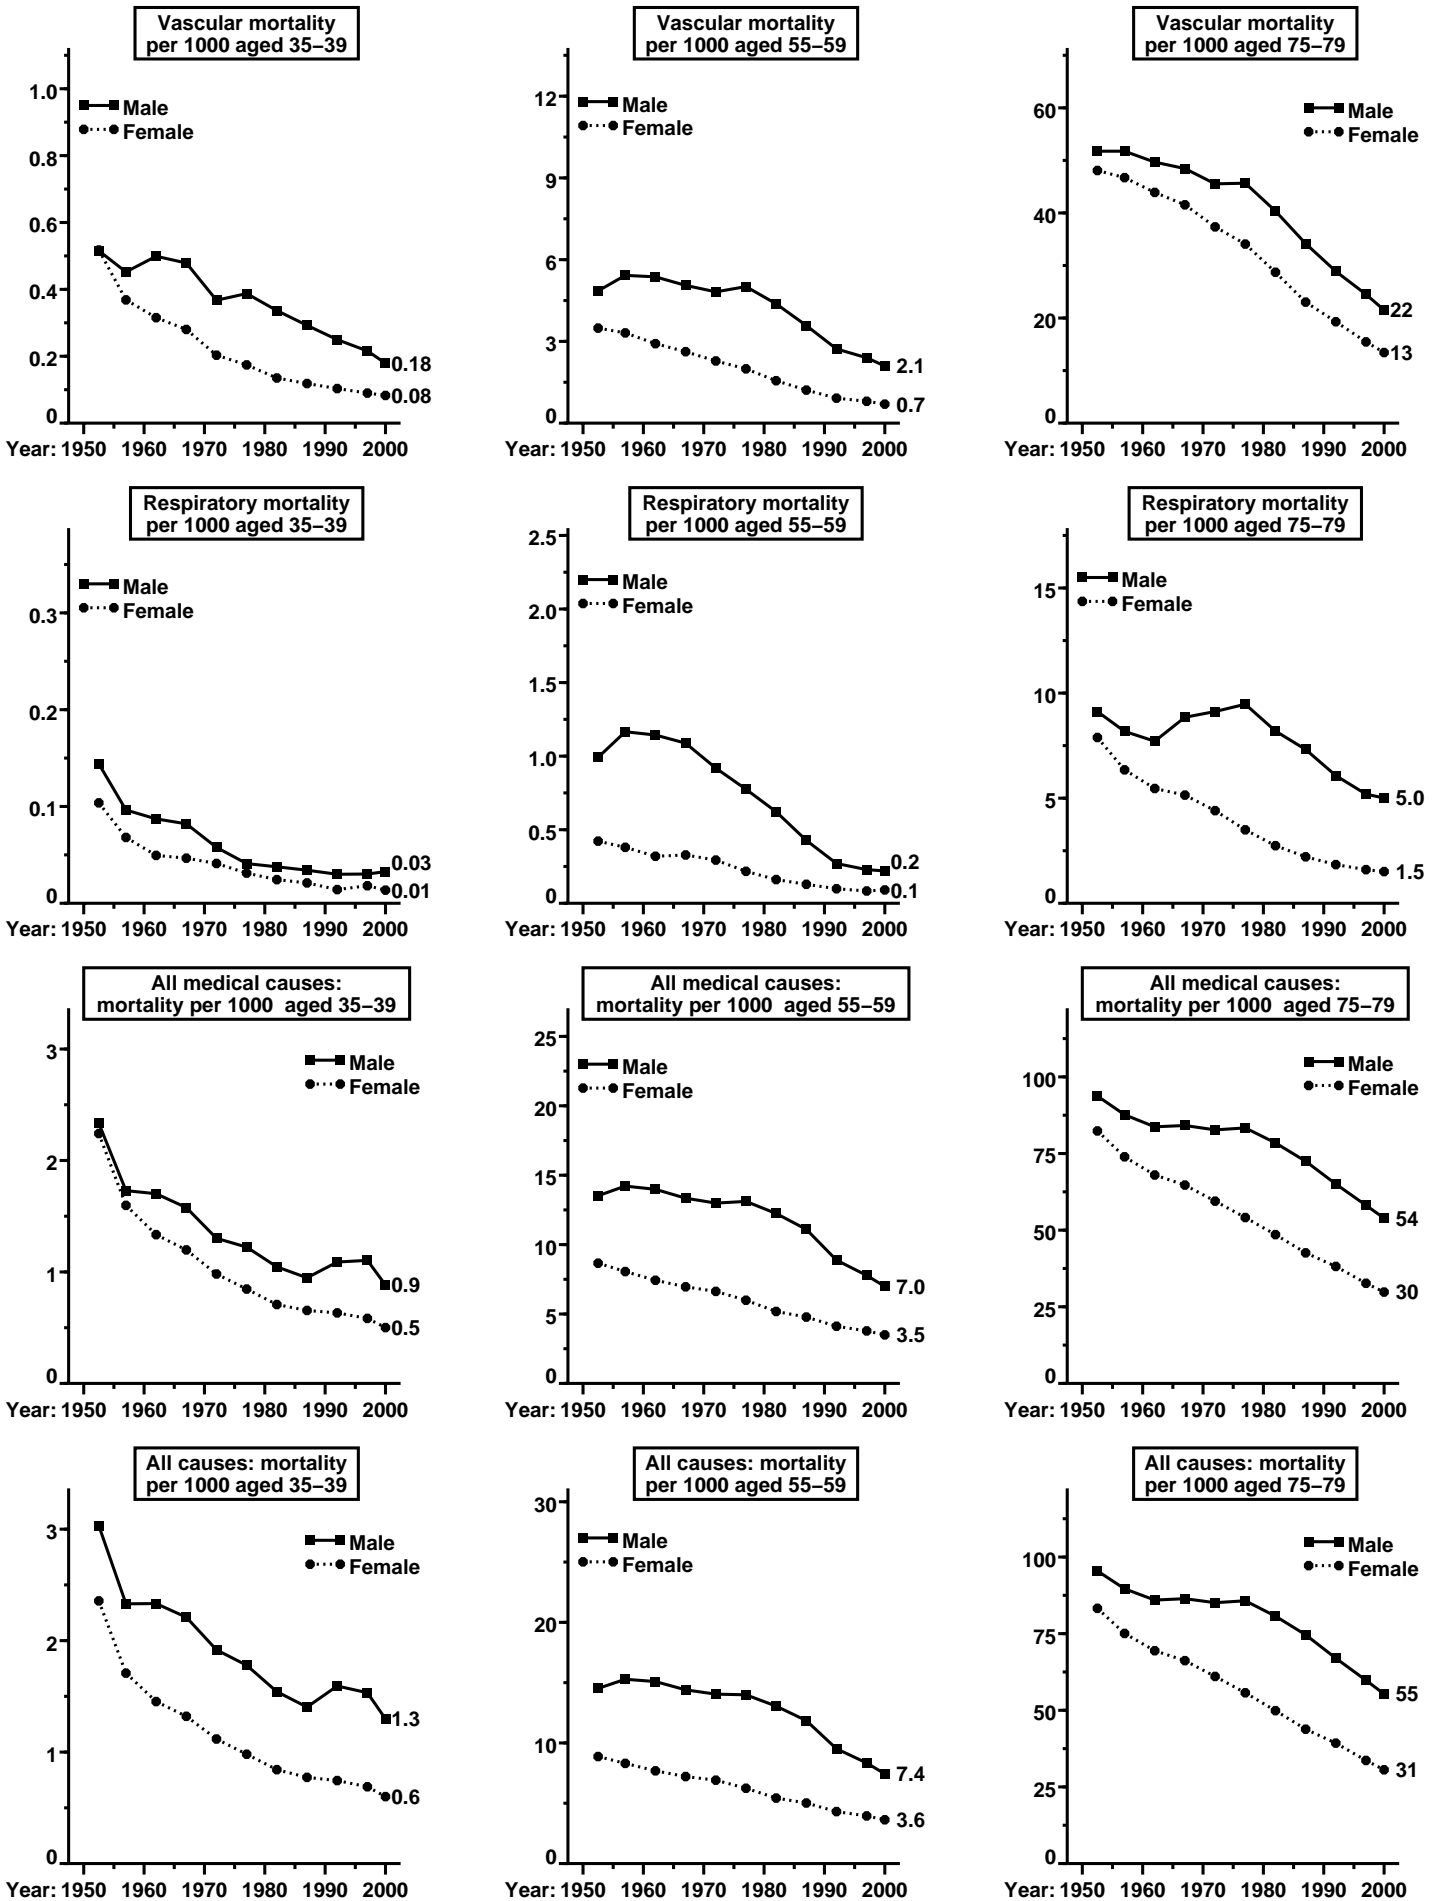 Vascular mortality
per 1000 aged 35–39
1.0
0.8
0.6
0.4
0.2
0
Male
Female
0.18
0.08
Year: 1950 1960 1970 1980 1990 2000
Vascular mortality
per 1000 aged 55–59
12
9
6
3
0
Male
Female
2.1
0.7
Year: 1950 1960 1970 1980 1990 2000
Vascular mortality
per 1000 aged 75–79
60
40
20
0
Male
Female
22
13
Year: 1950 1960 1970 1980 1990 2000
Respiratory mortality
per 1000 aged 35–39
0.3
0.2
0.1
0
Male
Female
0.03
0.01
Year: 1950 1960 1970 1980 1990 2000
Respiratory mortality
per 1000 aged 55–59
2.5
2.0
1.5
1.0
0.5
0
Male
Female
0.2
0.1
Year: 1950 1960 1970 1980 1990 2000
Respiratory mortality
per 1000 aged 75–79
15
10
5
0
Male
Female
5.0
1.5
Year: 1950 1960 1970 1980 1990 2000
All medical causes:
mortality per 1000 aged 35–39
3
2
1
0
Male
Female
0.9
0.5
Year: 1950 1960 1970 1980 1990 2000
All medical causes:
mortality per 1000 aged 55–59
25
20
15
10
5
0
Male
Female
7.0
3.5
Year: 1950 1960 1970 1980 1990 2000
All medical causes:
mortality per 1000 aged 75–79
100
75
50
25
0
Male
Female
54
30
Year: 1950 1960 1970 1980 1990 2000
All causes: mortality
per 1000 aged 35–39
3
2
1
0
Male
Female
1.3
0.6
Year: 1950 1960 1970 1980 1990 2000
All causes: mortality
per 1000 aged 55–59
30
20
10
0
Male
Female
7.4
3.6
Year: 1950 1960 1970 1980 1990 2000
All causes: mortality
per 1000 aged 75–79
100
75
50
25
0
Male
Female
55
31
Year: 1950 1960 1970 1980 1990 2000